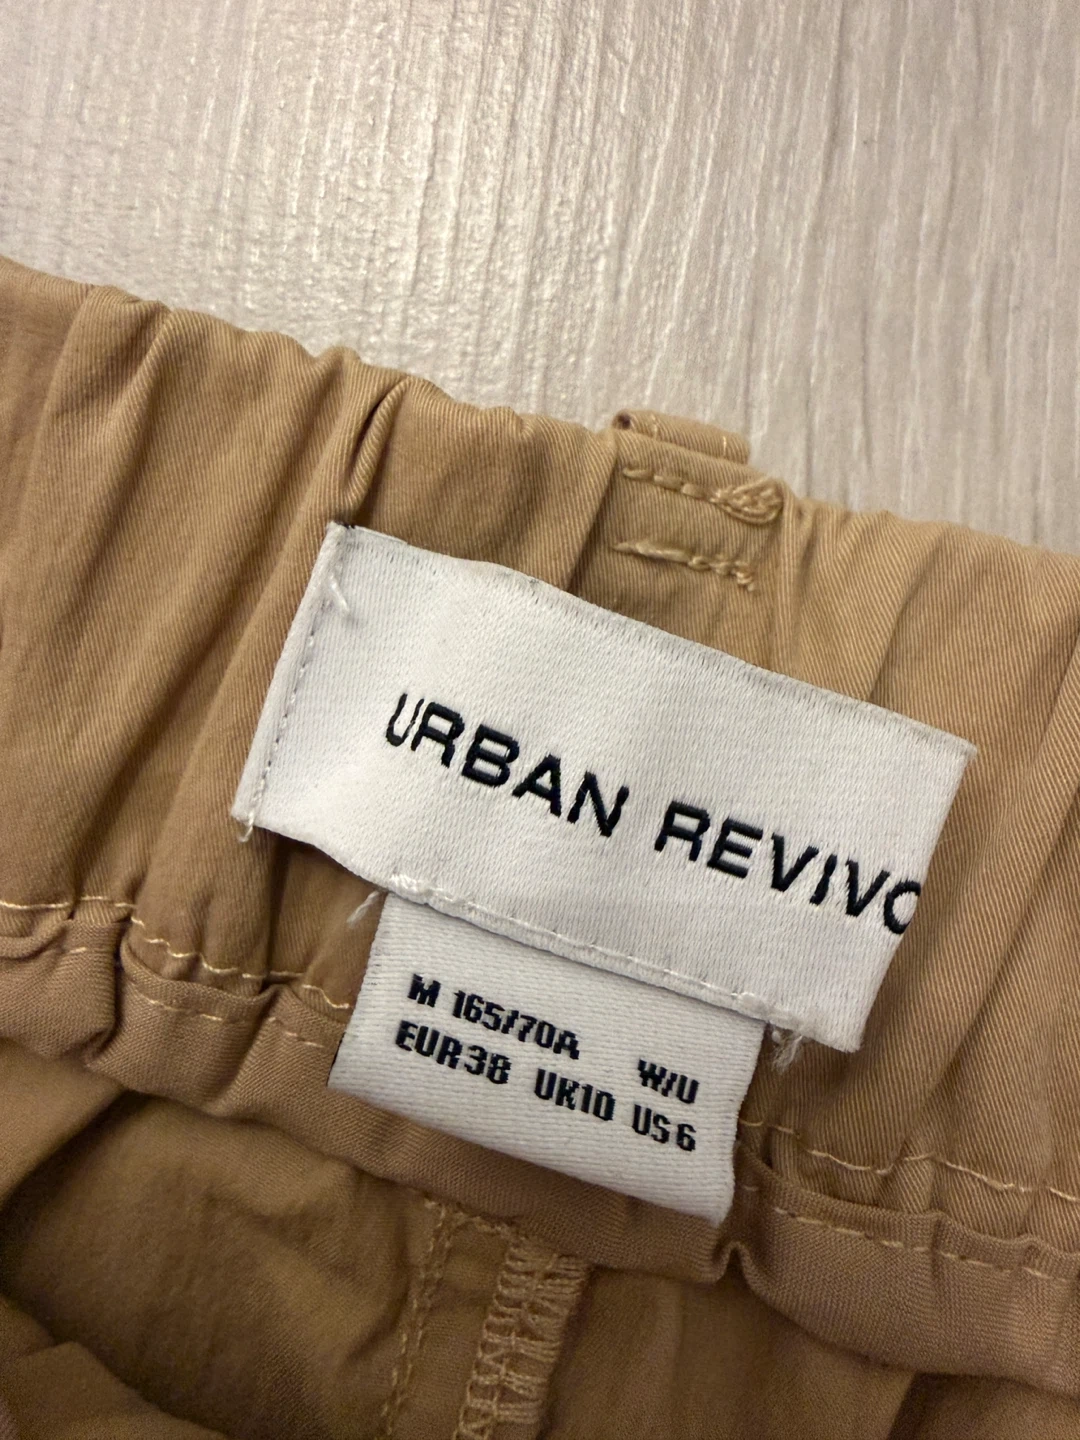 URBAN REVIVO
M 165/70A W/U
EUR38 UK10 US6